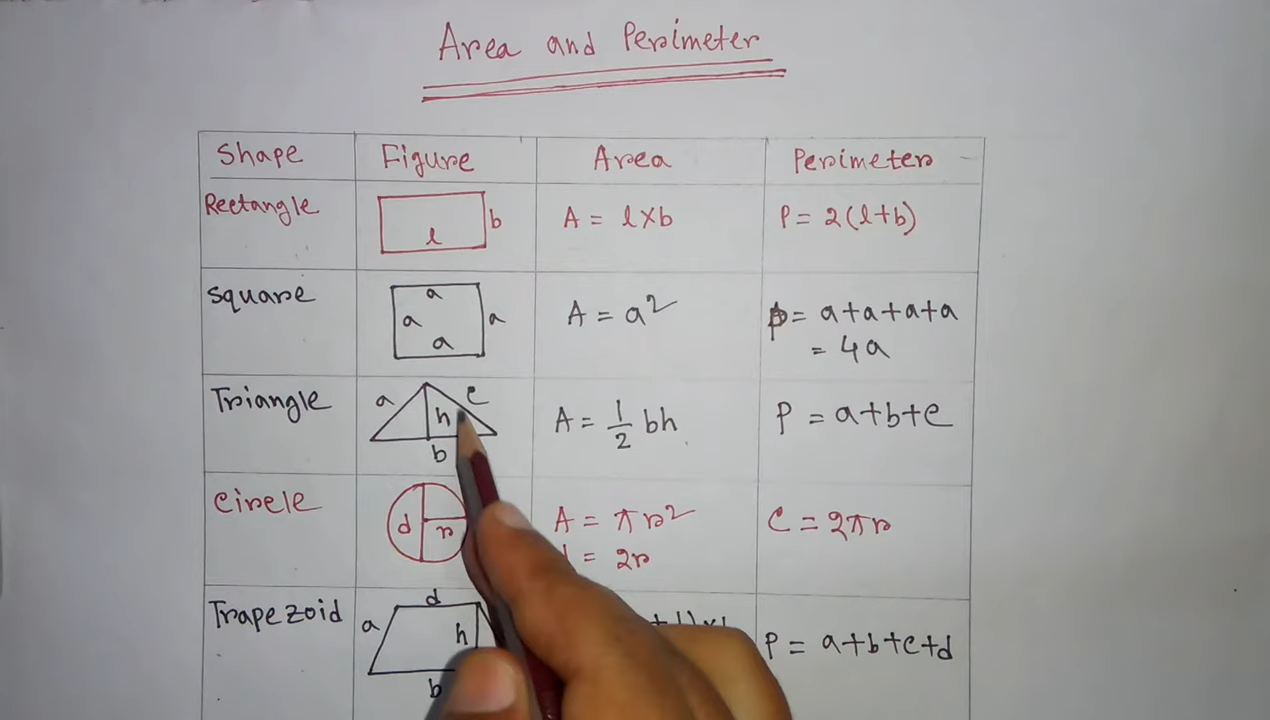 Area and Perimeter
Shape Figure Area Perimeter
Rectangle l b A = l×b P = 2(l+b)
square a a a a A = a² P = a+a+a+a
= 4a
Triangle a c h b A = 1/2 bh P = a+b+c
Circle d r A = πr² C = 2πr
= 2r
Trapezoid a d h b P = a+b+c+d